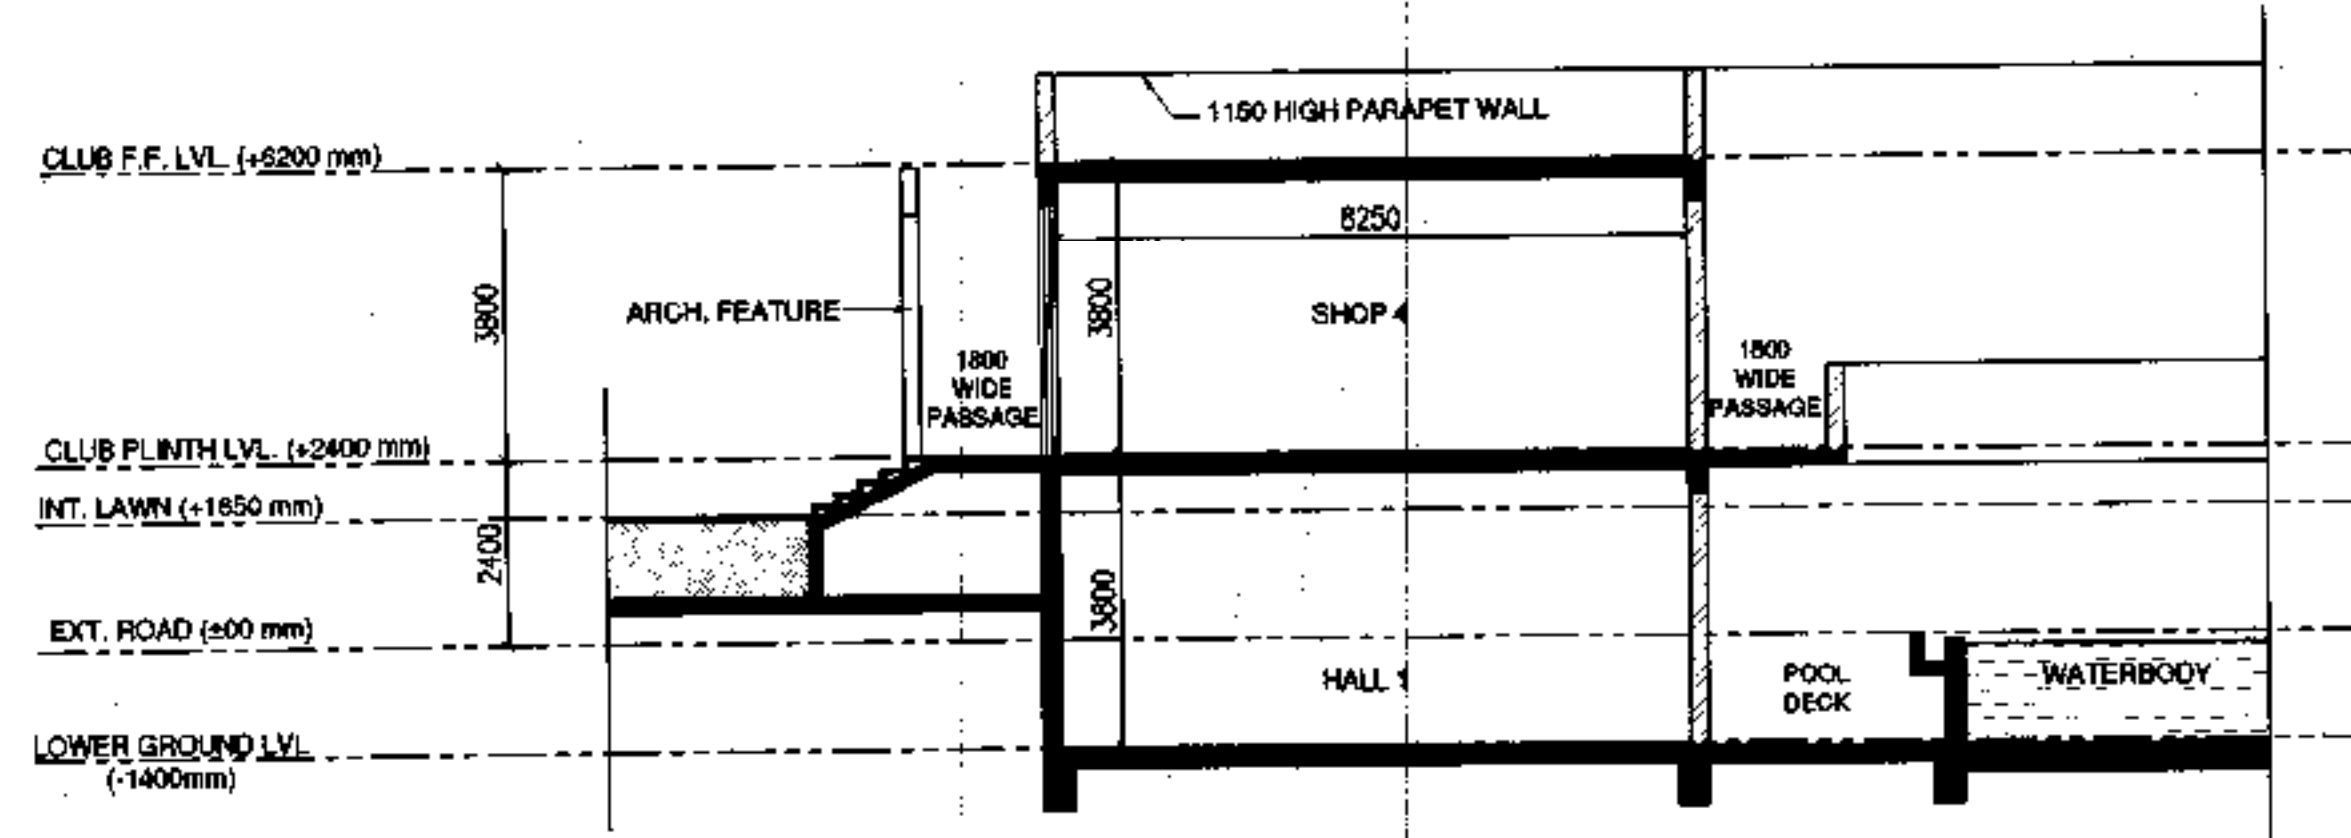 1150 HIGH PARAPET WALL
CLUB F.F. LVL. (+6200 mm)
6250
3800
ARCH. FEATURE
3800
SHOP
1800
WIDE
PASSAGE
1800
WIDE
PASSAGE
CLUB PLINTH LVL. (+2400 mm)
INT. LAWN (+1650 mm)
2400
3800
EXT. ROAD (±00 mm)
HALL 1
POOL
DECK
WATERBODY
LOWER GROUND LVL
(-1400mm)